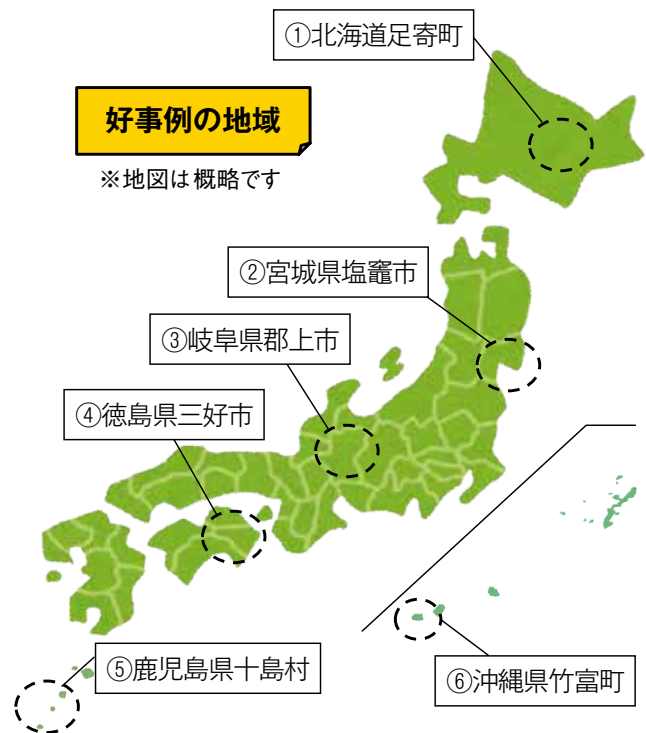 ①北海道足寄町
好事例の地域
※地図は概略です
②宮城県塩竈市
③岐阜県郡上市
④徳島県三好市
⑤鹿児島県十島村
⑥沖縄県竹富町